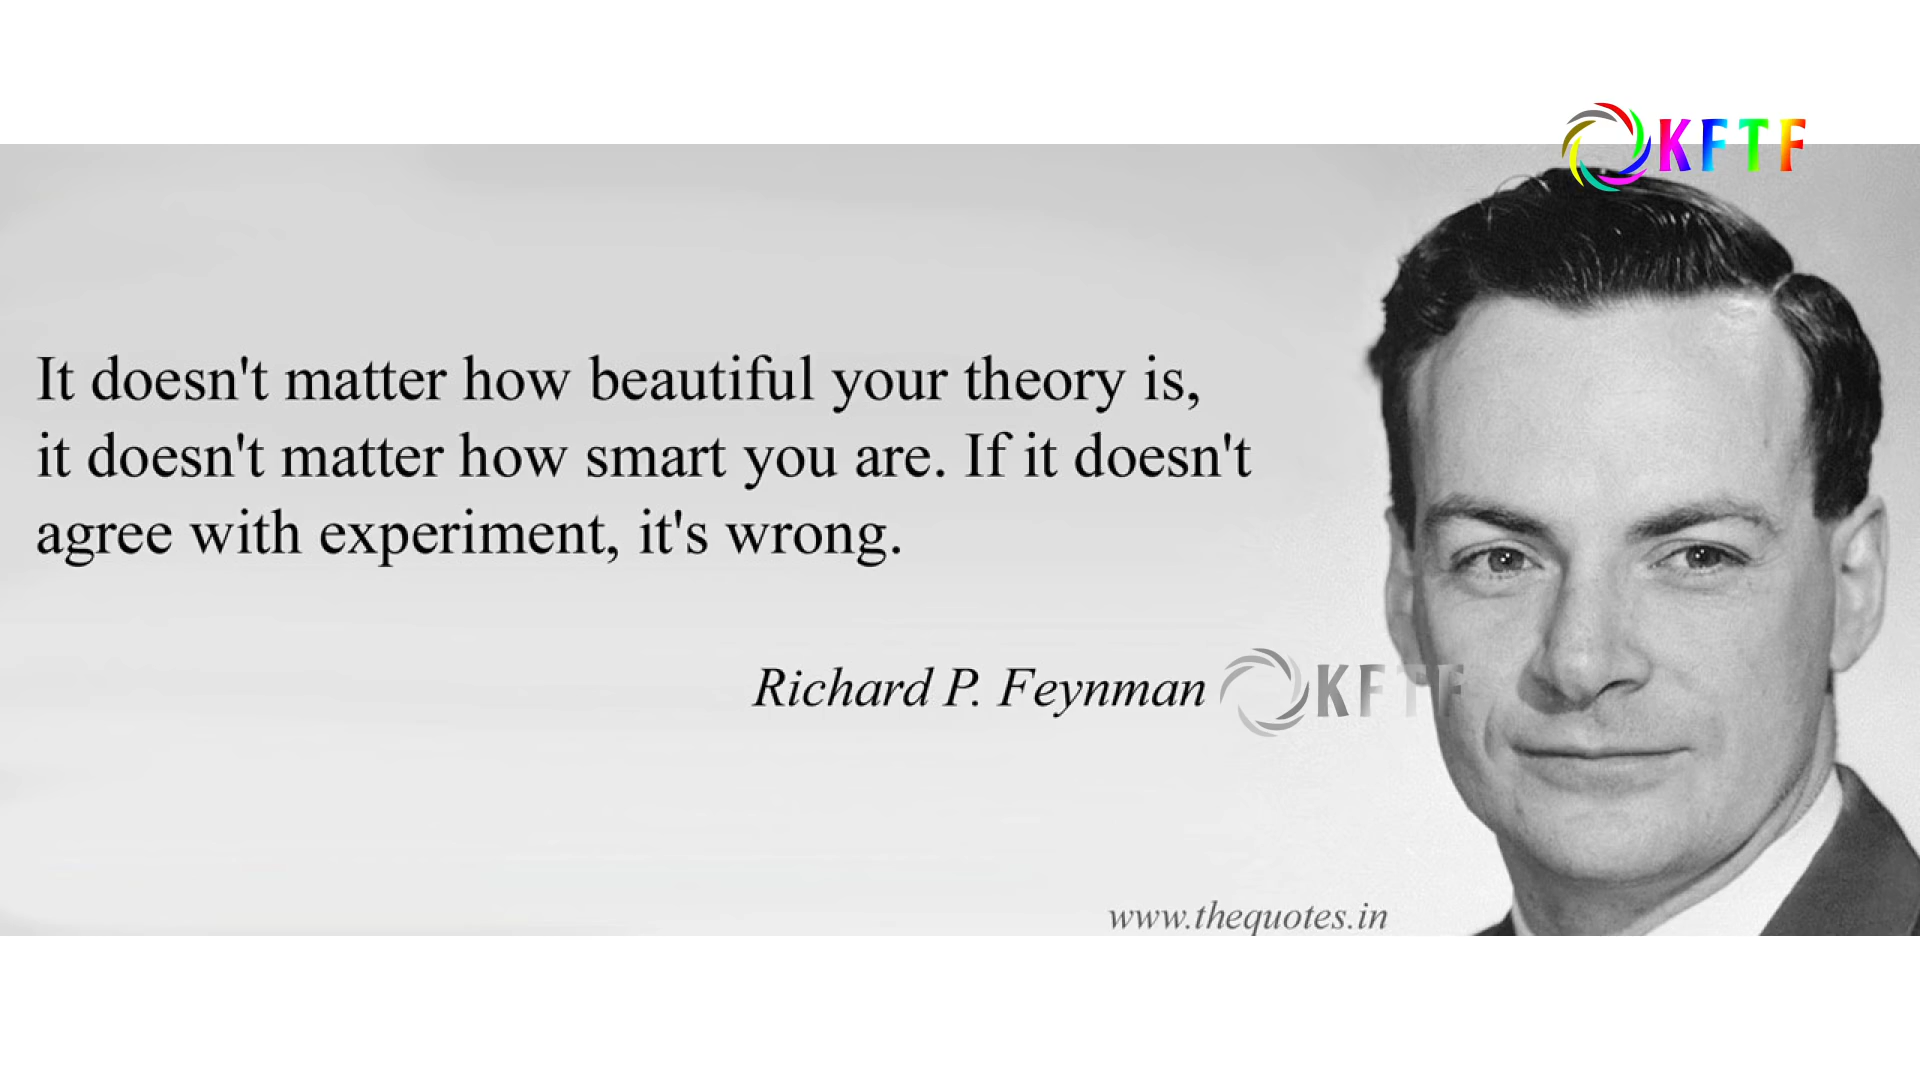 KFTF
It doesn't matter how beautiful your theory is,
it doesn't matter how smart you are. If it doesn't
agree with experiment, it's wrong.
Richard P. Feynman
KFTF
www.thequotes.in